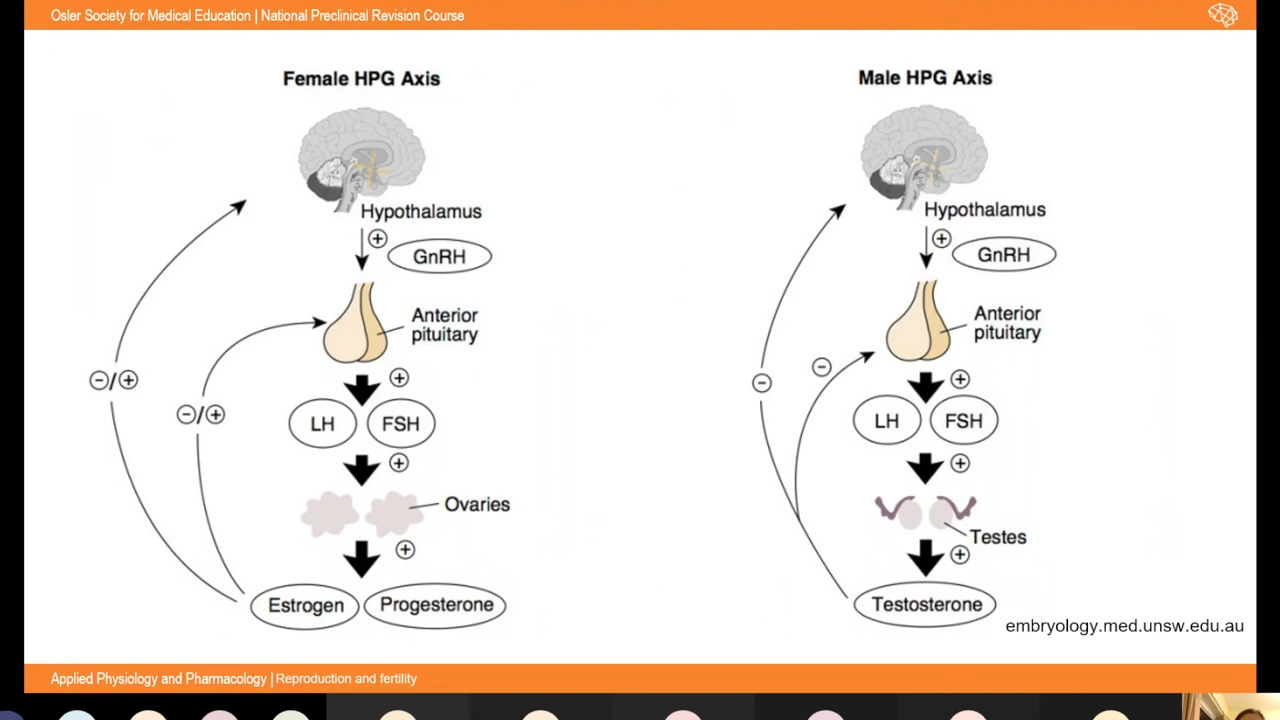 Osler Society for Medical Education | National Preclinical Revision Course
Female HPG Axis
Hypothalamus
+
GnRH
Anterior
pituitary
−/+
−/+
+
LH
FSH
+
Ovaries
+
Estrogen
Progesterone
Male HPG Axis
Hypothalamus
+
GnRH
Anterior
pituitary
−
−
+
LH
FSH
+
Testes
+
Testosterone
embryology.med.unsw.edu.au
Applied Physiology and Pharmacology | Reproduction and fertility